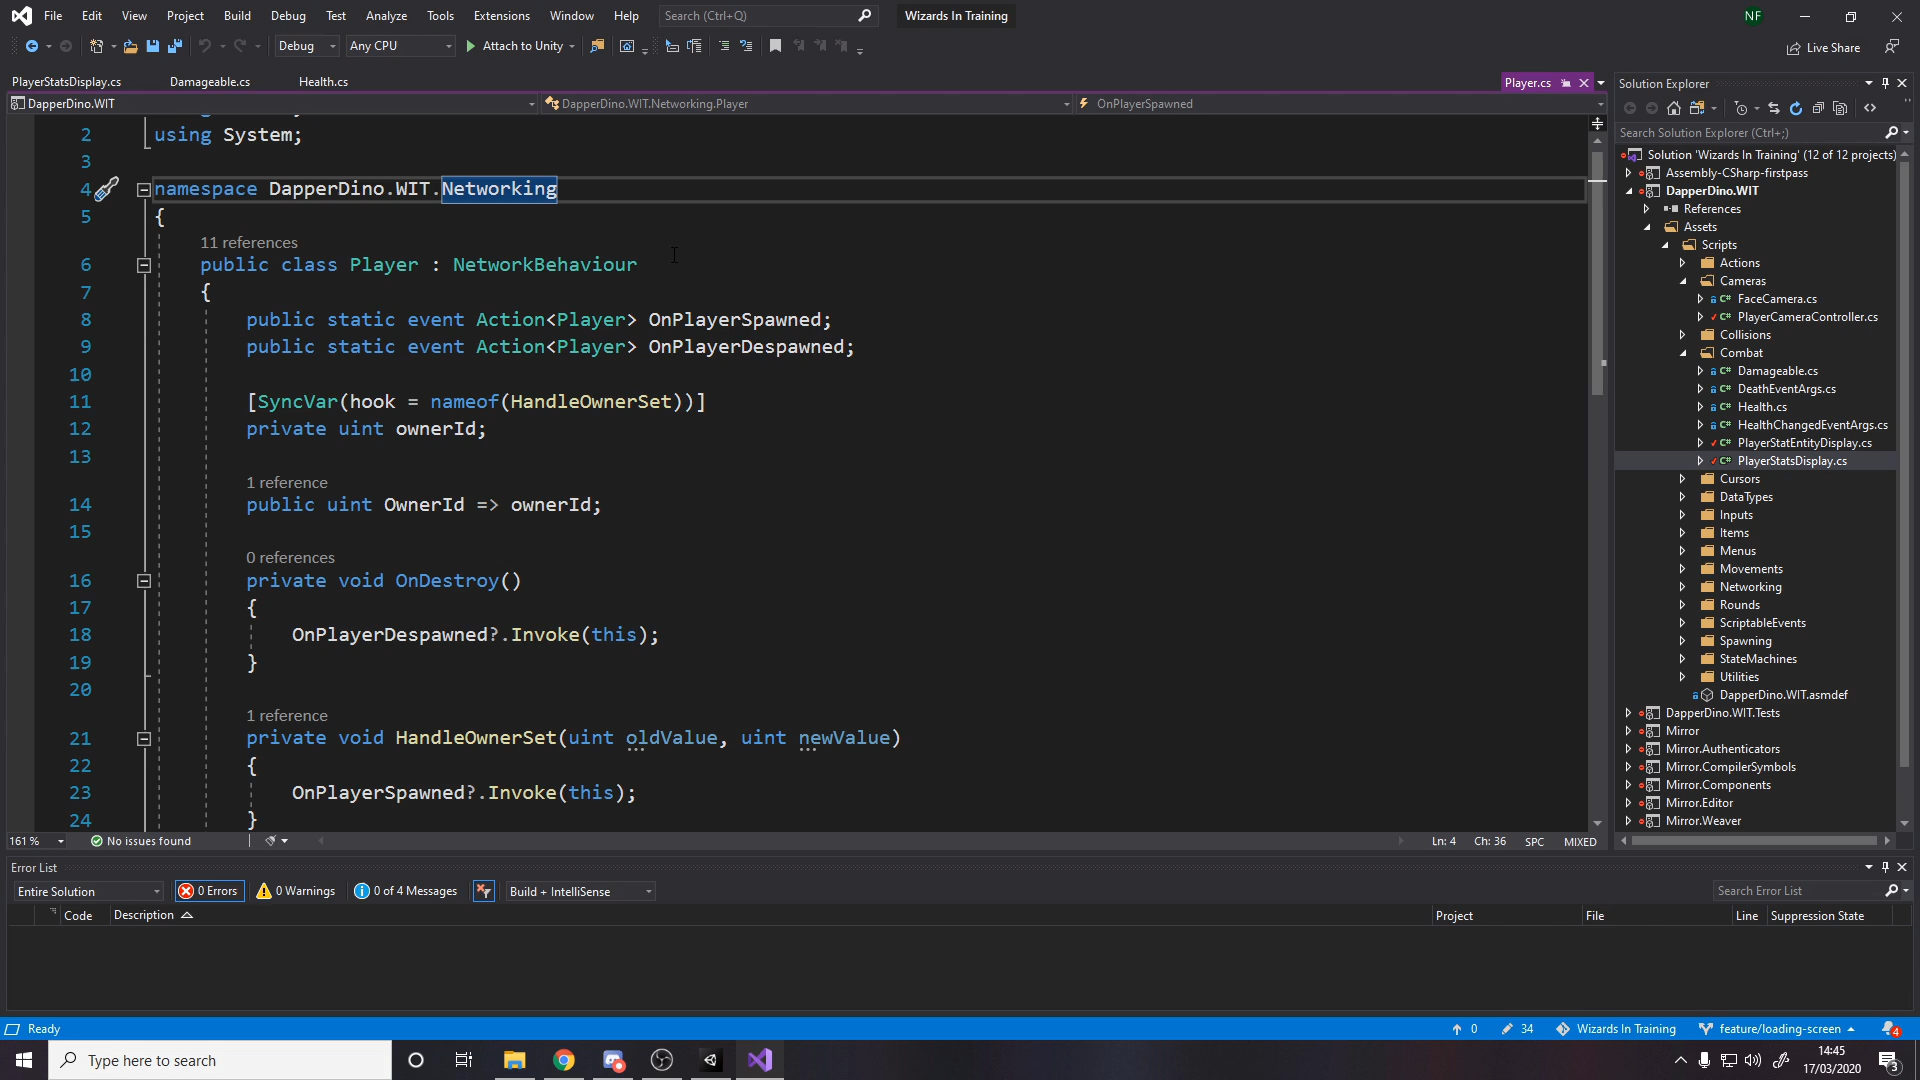 File Edit View Project Build Debug Test Analyze Tools Extensions Window Help Search (Ctrl+Q) Wizards In Training NF
Debug Any CPU Attach to Unity Live Share
PlayerStatsDisplay.cs Damageable.cs Health.cs Player.cs
DapperDino.WIT DapperDino.WIT.Networking.Player OnPlayerSpawned
2 using System;
3
4 namespace DapperDino.WIT.Networking
5 {
11 references
6 public class Player : NetworkBehaviour
7 {
8 public static event Action<Player> OnPlayerSpawned;
9 public static event Action<Player> OnPlayerDespawned;
10
11 [SyncVar(hook = nameof(HandleOwnerSet))]
12 private uint ownerId;
13
1 reference
14 public uint OwnerId => ownerId;
15
0 references
16 private void OnDestroy()
17 {
18 OnPlayerDespawned?.Invoke(this);
19 }
20
1 reference
21 private void HandleOwnerSet(uint oldValue, uint newValue)
22 {
23 OnPlayerSpawned?.Invoke(this);
24 }
161 % No issues found Ln: 4 Ch: 36 SPC MIXED
Solution Explorer
Search Solution Explorer (Ctrl+;)
Solution 'Wizards In Training' (12 of 12 projects)
Assembly-CSharp-firstpass
DapperDino.WIT
References
Assets
Scripts
Actions
Cameras
C# FaceCamera.cs
C# PlayerCameraController.cs
Collisions
Combat
C# Damageable.cs
C# DeathEventArgs.cs
C# Health.cs
C# HealthChangedEventArgs.cs
C# PlayerStatEntityDisplay.cs
C# PlayerStatsDisplay.cs
Cursors
DataTypes
Inputs
Items
Menus
Movements
Networking
Rounds
ScriptableEvents
Spawning
StateMachines
Utilities
DapperDino.WIT.asmdef
DapperDino.WIT.Tests
Mirror
Mirror.Authenticators
Mirror.CompilerSymbols
Mirror.Components
Mirror.Editor
Mirror.Weaver
Error List
Entire Solution 0 Errors 0 Warnings 0 of 4 Messages Build + IntelliSense Search Error List
Code Description Project File Line Suppression State
Ready 0 34 Wizards In Training feature/loading-screen 4
Type here to search 14:45
17/03/2020 3